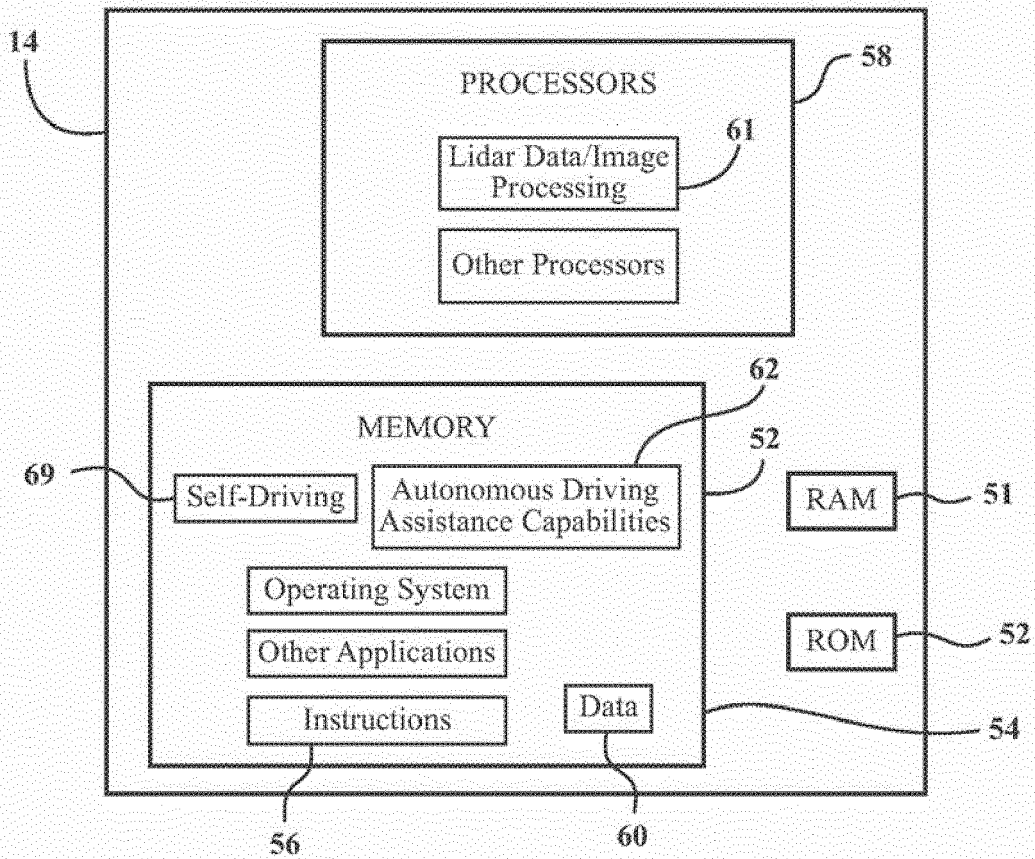 14
58
PROCESSORS
61
Lidar Data/Image
Processing
Other Processors
62
MEMORY
52
69
Self-Driving
Autonomous Driving
Assistance Capabilities
RAM
51
Operating System
Other Applications
ROM
52
Instructions
Data
54
56
60